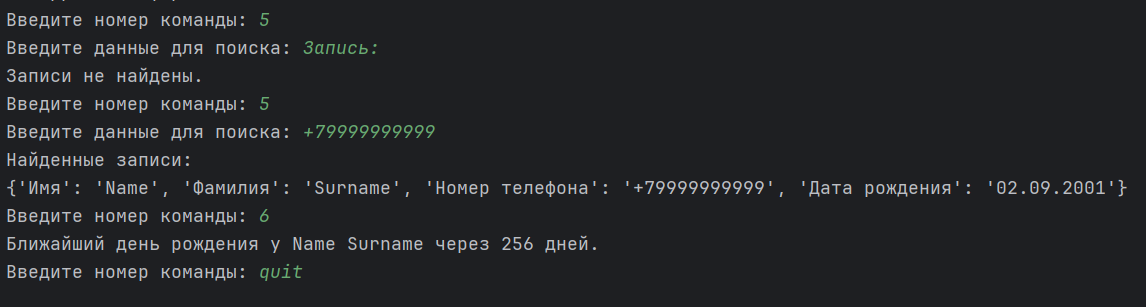 Введите номер команды: 5
Введите данные для поиска: Запись:
Записи не найдены.
Введите номер команды: 5
Введите данные для поиска: +79999999999
Найденные записи:
{'Имя': 'Name', 'Фамилия': 'Surname', 'Номер телефона': '+79999999999', 'Дата рождения': '02.09.2001'}
Введите номер команды: 6
Ближайший день рождения у Name Surname через 256 дней.
Введите номер команды: quit